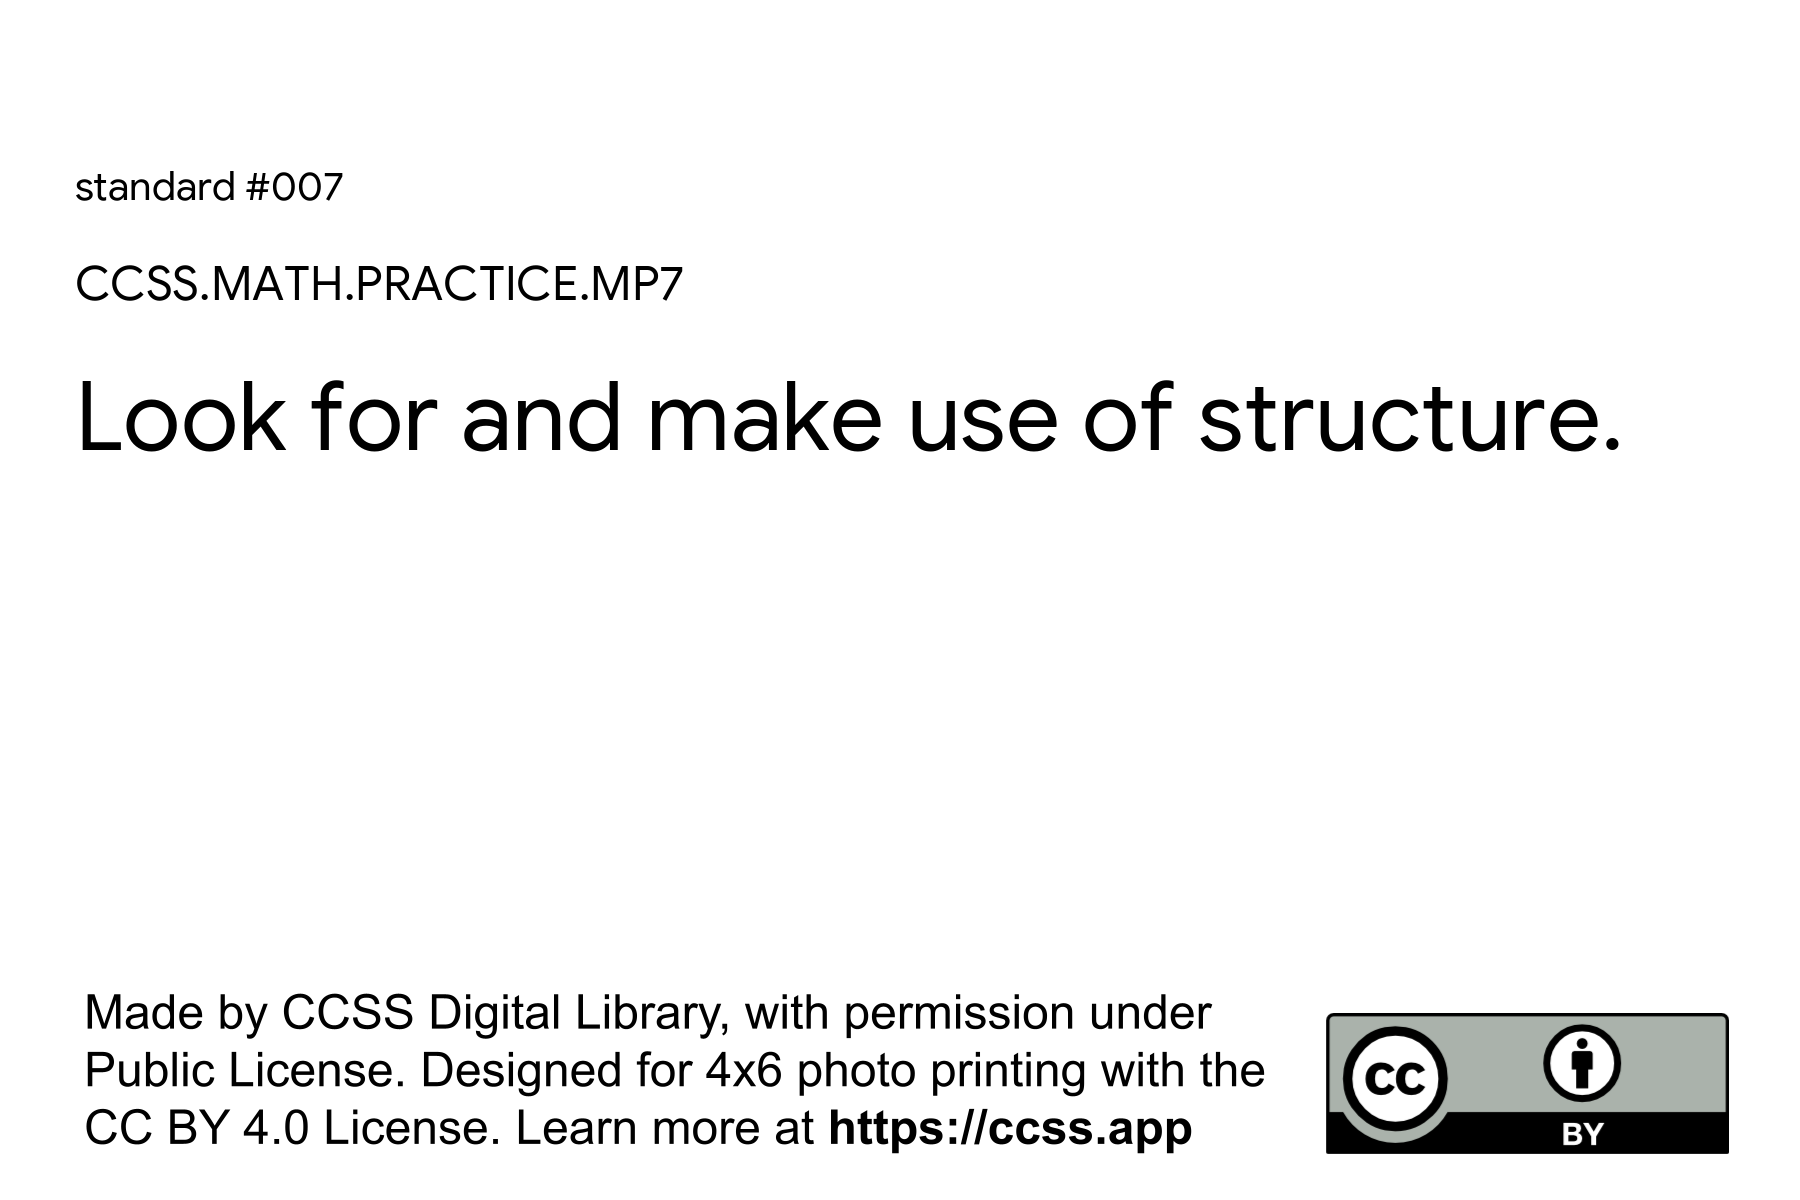 standard #007
CCSS.MATH.PRACTICE.MP7
Look for and make use of structure.
Made by CCSS Digital Library, with permission under
Public License. Designed for 4x6 photo printing with the
CC BY 4.0 License. Learn more at https://ccss.app
CC
BY